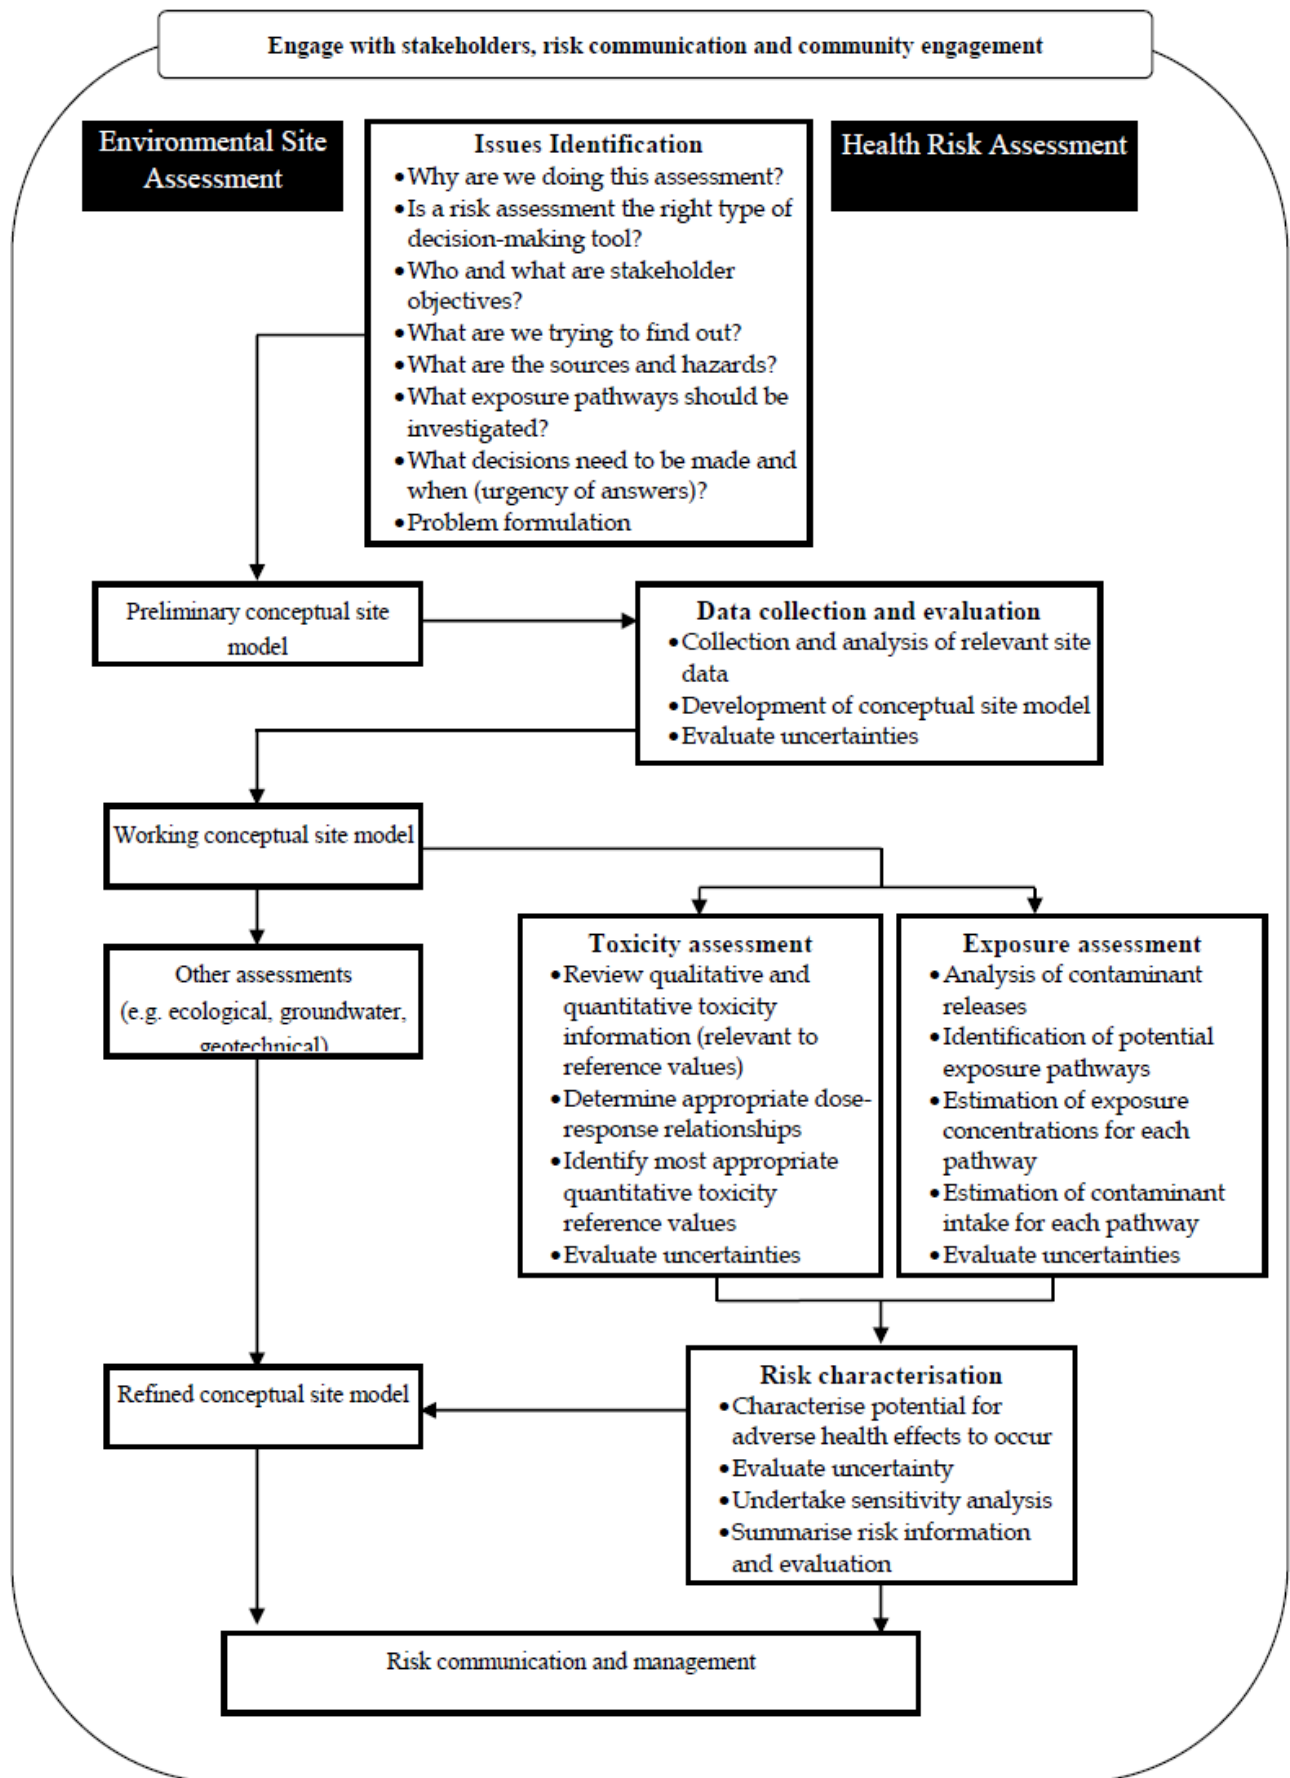 Engage with stakeholders, risk communication and community engagement
Environmental Site
Assessment
Issues Identification
•Why are we doing this assessment?
•Is a risk assessment the right type of
decision-making tool?
•Who and what are stakeholder
objectives?
•What are we trying to find out?
•What are the sources and hazards?
•What exposure pathways should be
investigated?
•What decisions need to be made and
when (urgency of answers)?
•Problem formulation
Health Risk Assessment
Preliminary conceptual site
model
Data collection and evaluation
•Collection and analysis of relevant site
data
•Development of conceptual site model
•Evaluate uncertainties
Working conceptual site model
Other assessments
(e.g. ecological, groundwater,
geotechnical)
Toxicity assessment
•Review qualitative and
quantitative toxicity
information (relevant to
reference values)
•Determine appropriate dose-
response relationships
•Identify most appropriate
quantitative toxicity
reference values
•Evaluate uncertainties
Exposure assessment
•Analysis of contaminant
releases
•Identification of potential
exposure pathways
•Estimation of exposure
concentrations for each
pathway
•Estimation of contaminant
intake for each pathway
•Evaluate uncertainties
Refined conceptual site model
Risk characterisation
•Characterise potential for
adverse health effects to occur
•Evaluate uncertainty
•Undertake sensitivity analysis
•Summarise risk information
and evaluation
Risk communication and management